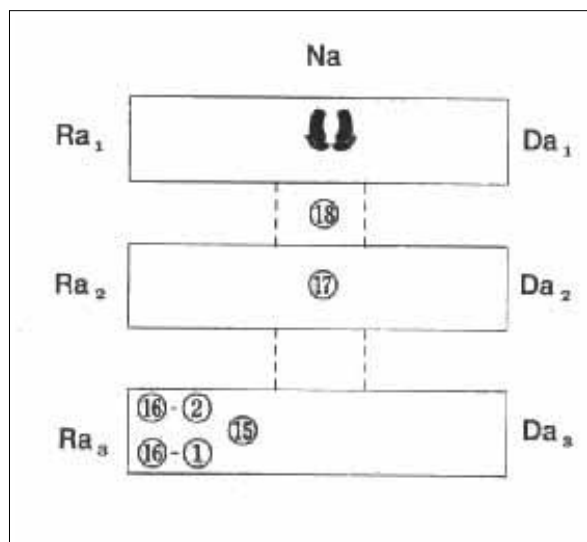 Na
Ra₁ Da₁
⑱
Ra₂ ⑰ Da₂
⑯-②
⑮
Ra₃ Da₃
⑯-①